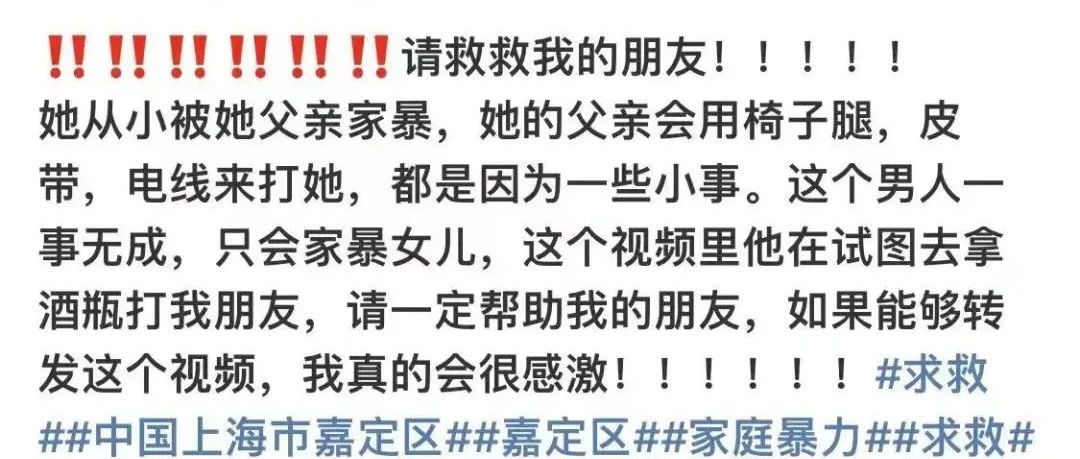 ‼️‼️‼️‼️‼️‼️请救救我的朋友！！！！！
她从小被她父亲家暴，她的父亲会用椅子腿，皮
带，电线来打她，都是因为一些小事。这个男人一
事无成，只会家暴女儿，这个视频里他在试图去拿
酒瓶打我朋友，请一定帮助我的朋友，如果能够转
发这个视频，我真的会很感激！！！！！！#求救
##中国上海市嘉定区##嘉定区##家庭暴力##求救#